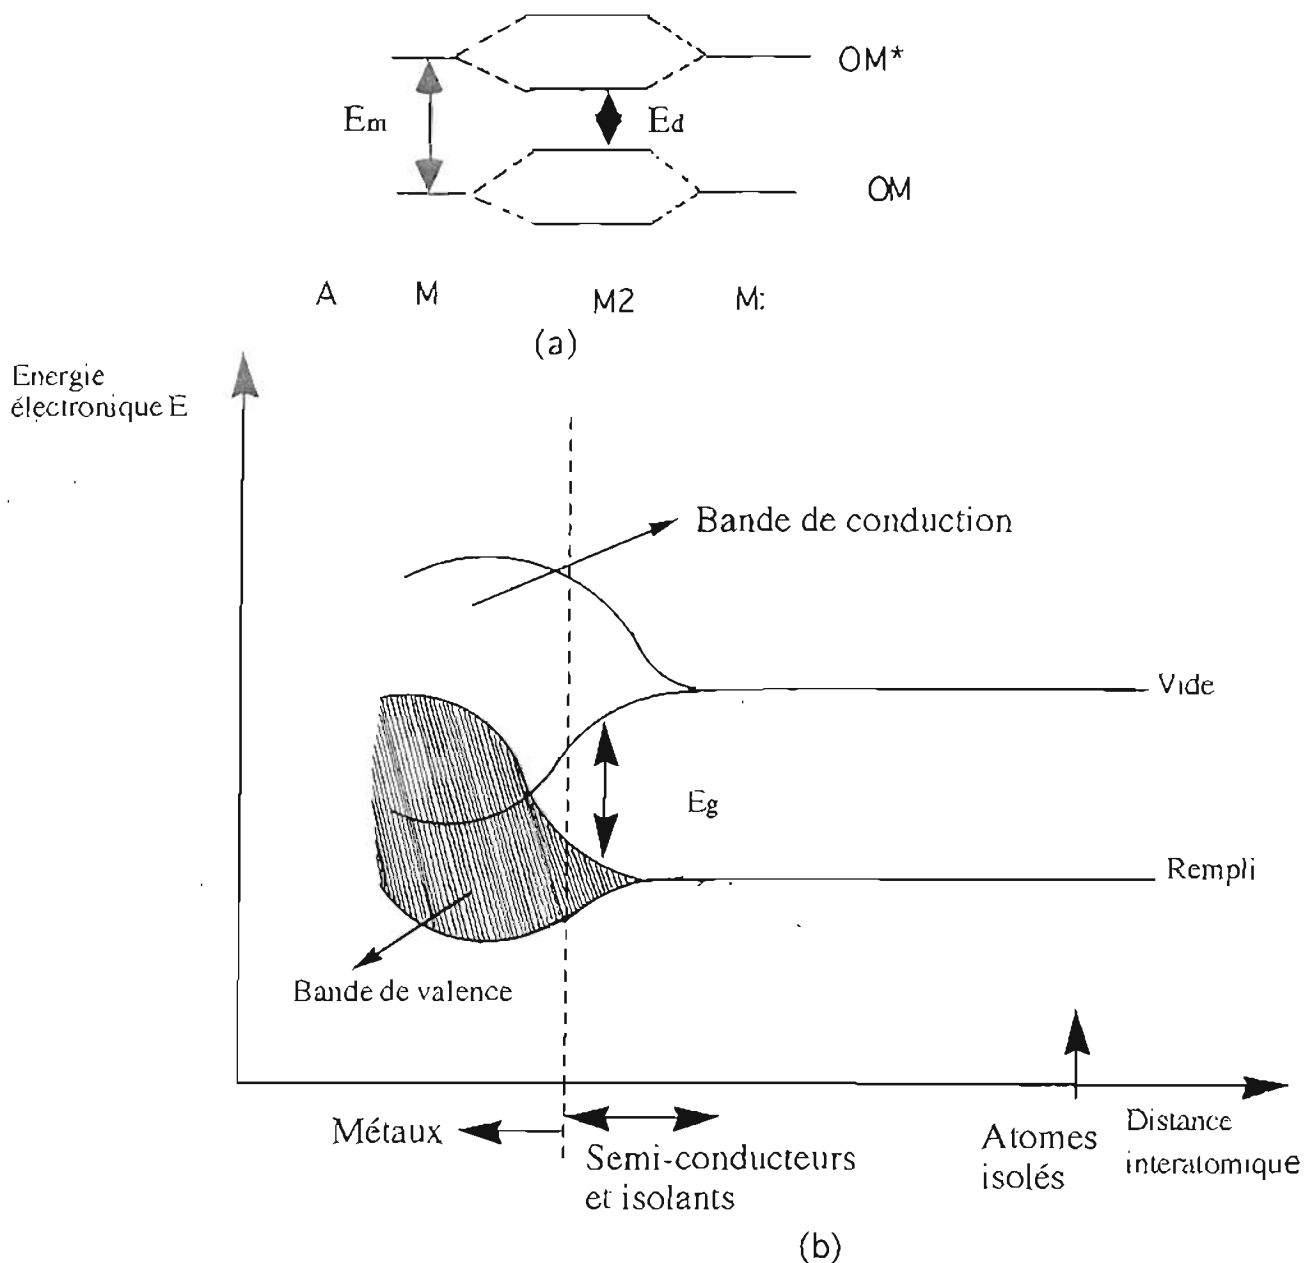 OM*
Em
Ed
OM
A M M2 M:
(a)
Energie
électronique E
Bande de conduction
Vide
Eg
Rempli
Bande de valence
Métaux
Semi-conducteurs
et isolants
Atomes
isolés
Distance
interatomique
(b)